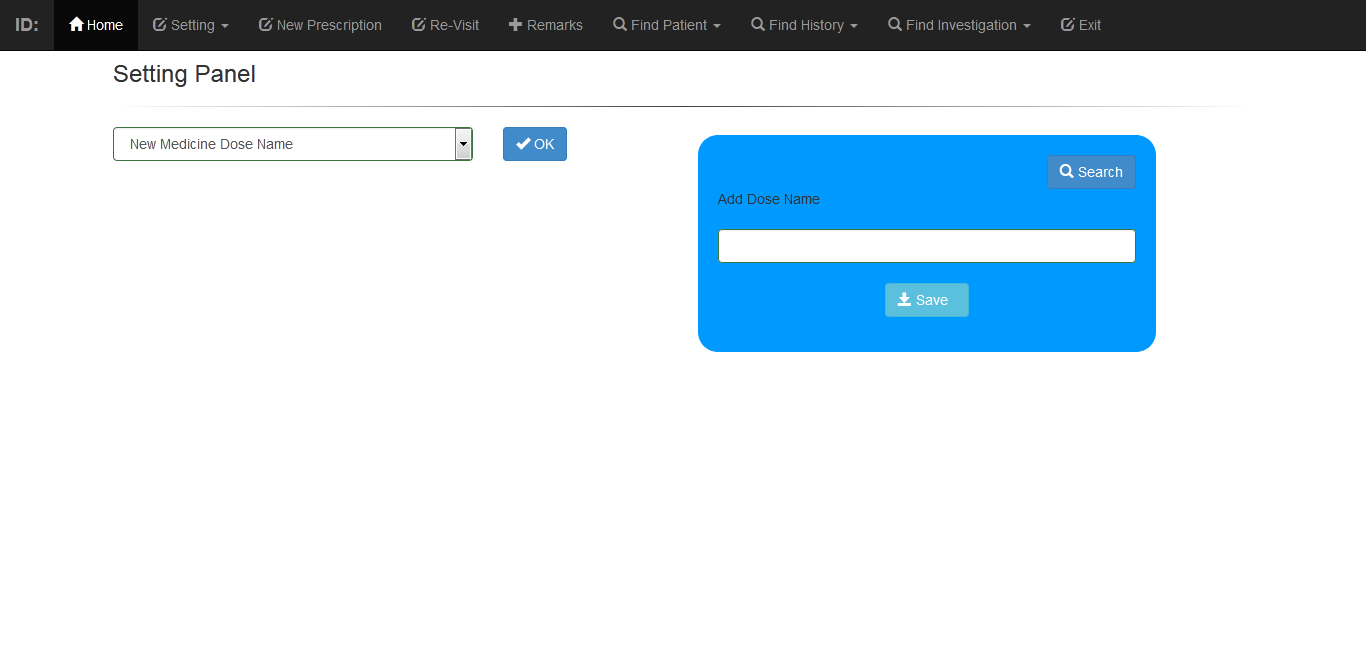 ID: Home Setting New Prescription Re-Visit Remarks Find Patient Find History Find Investigation Exit
Setting Panel
New Medicine Dose Name OK
Search
Add Dose Name
Save